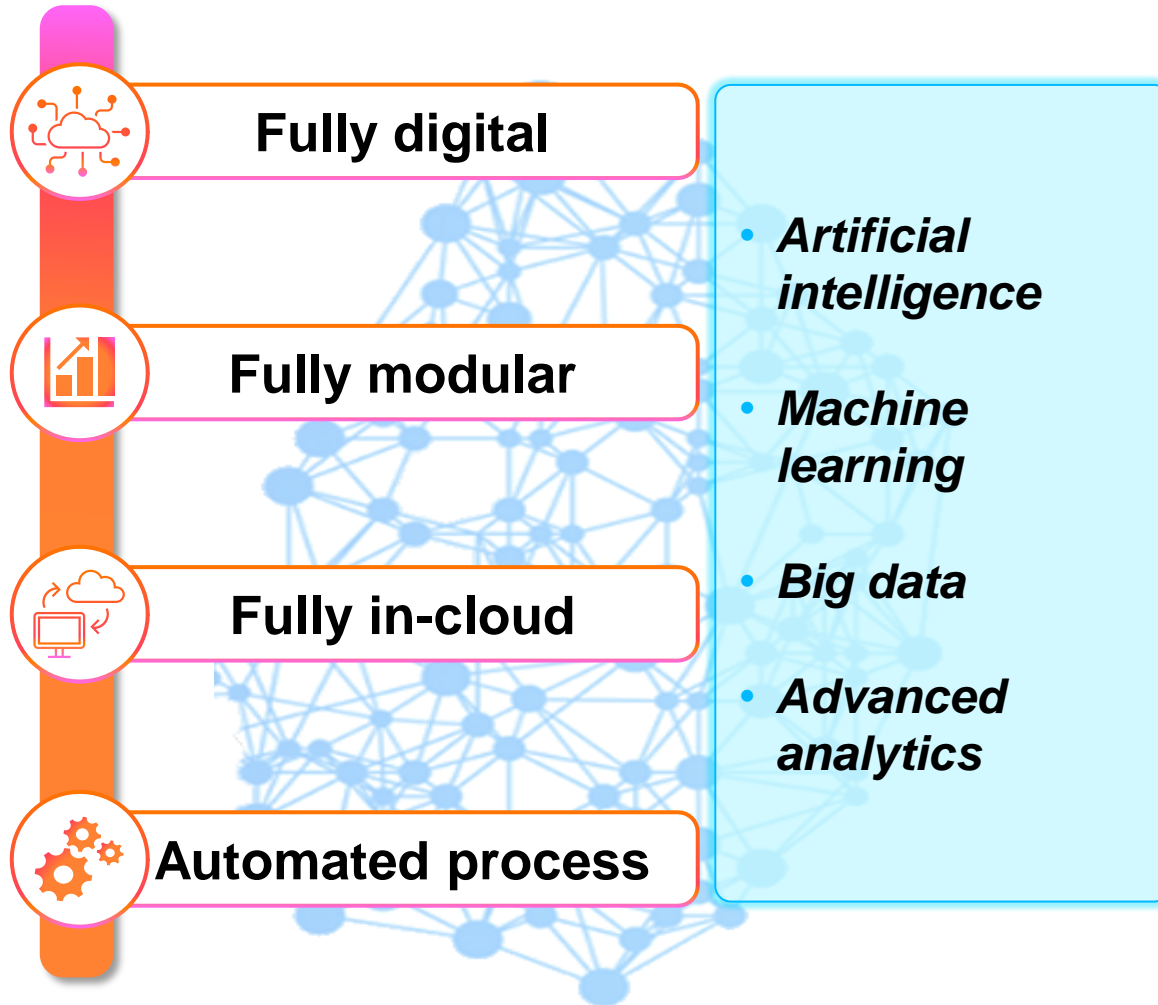 Fully digital
Fully modular
Fully in-cloud
Automated process
• Artificial
intelligence
• Machine
learning
• Big data
• Advanced
analytics